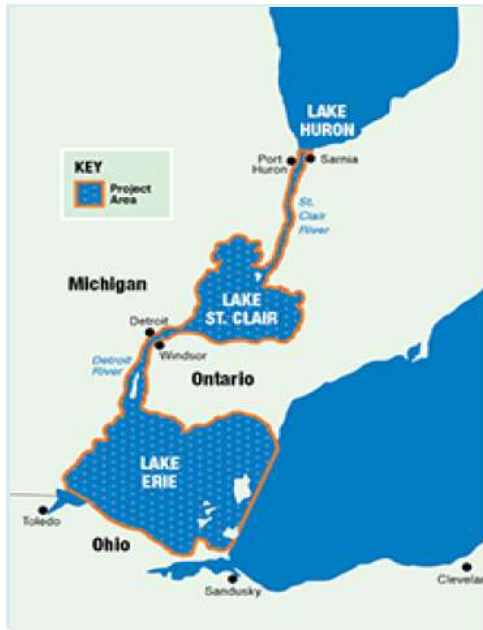 LAKE
HURON
Port
Huron
Sarnia
KEY
Project
Area
St.
Clair
River
Michigan
LAKE
ST. CLAIR
Detroit
Windsor
Detroit
River
Ontario
LAKE
ERIE
Toledo
Ohio
Sandusky
Clevelan